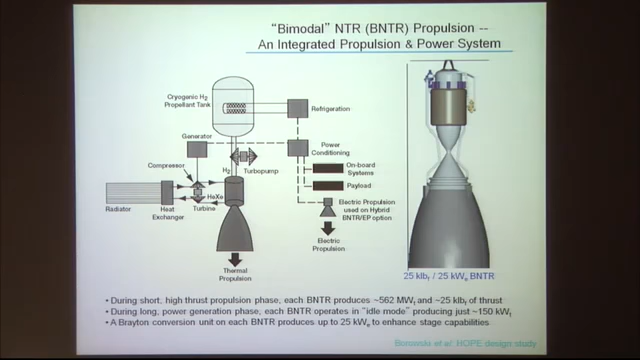 “Bimodal” NTR (BNTR) Propulsion --
An Integrated Propulsion & Power System
Cryogenic H2
Propellant Tank
Refrigeration
Generator
Power
Conditioning
Compressor
H2
Turbopump
On-board
Systems
Payload
HeXe
Radiator
Heat
Exchanger
Turbine
Electric Propulsion
used on Hybrid
BNTR/EP option
Electric
Propulsion
Thermal
Propulsion
25 klbf / 25 kWe BNTR
• During short, high thrust propulsion phase, each BNTR produces ~562 MWt and ~25 klbf of thrust
• During long, power generation phase, each BNTR operates in “idle mode” producing just ~150 kWt
• A Brayton conversion unit on each BNTR produces up to 25 kWe to enhance stage capabilities
Borowski et al: HOPE design study